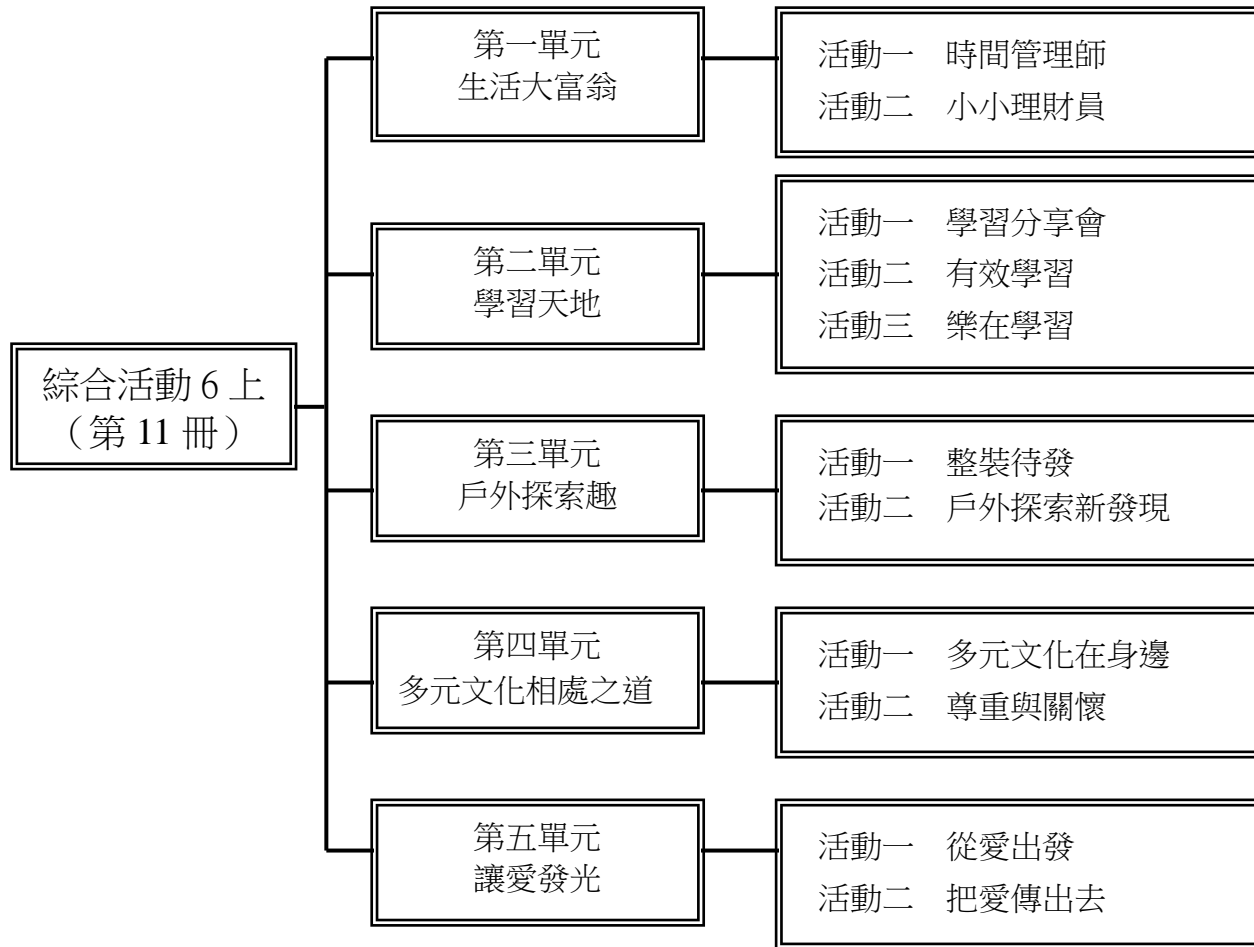 綜合活動 6 上
（第 11 冊）
第一單元
生活大富翁
活動一　時間管理師
活動二　小小理財員
第二單元
學習天地
活動一　學習分享會
活動二　有效學習
活動三　樂在學習
第三單元
戶外探索趣
活動一　整裝待發
活動二　戶外探索新發現
第四單元
多元文化相處之道
活動一　多元文化在身邊
活動二　尊重與關懷
第五單元
讓愛發光
活動一　從愛出發
活動二　把愛傳出去